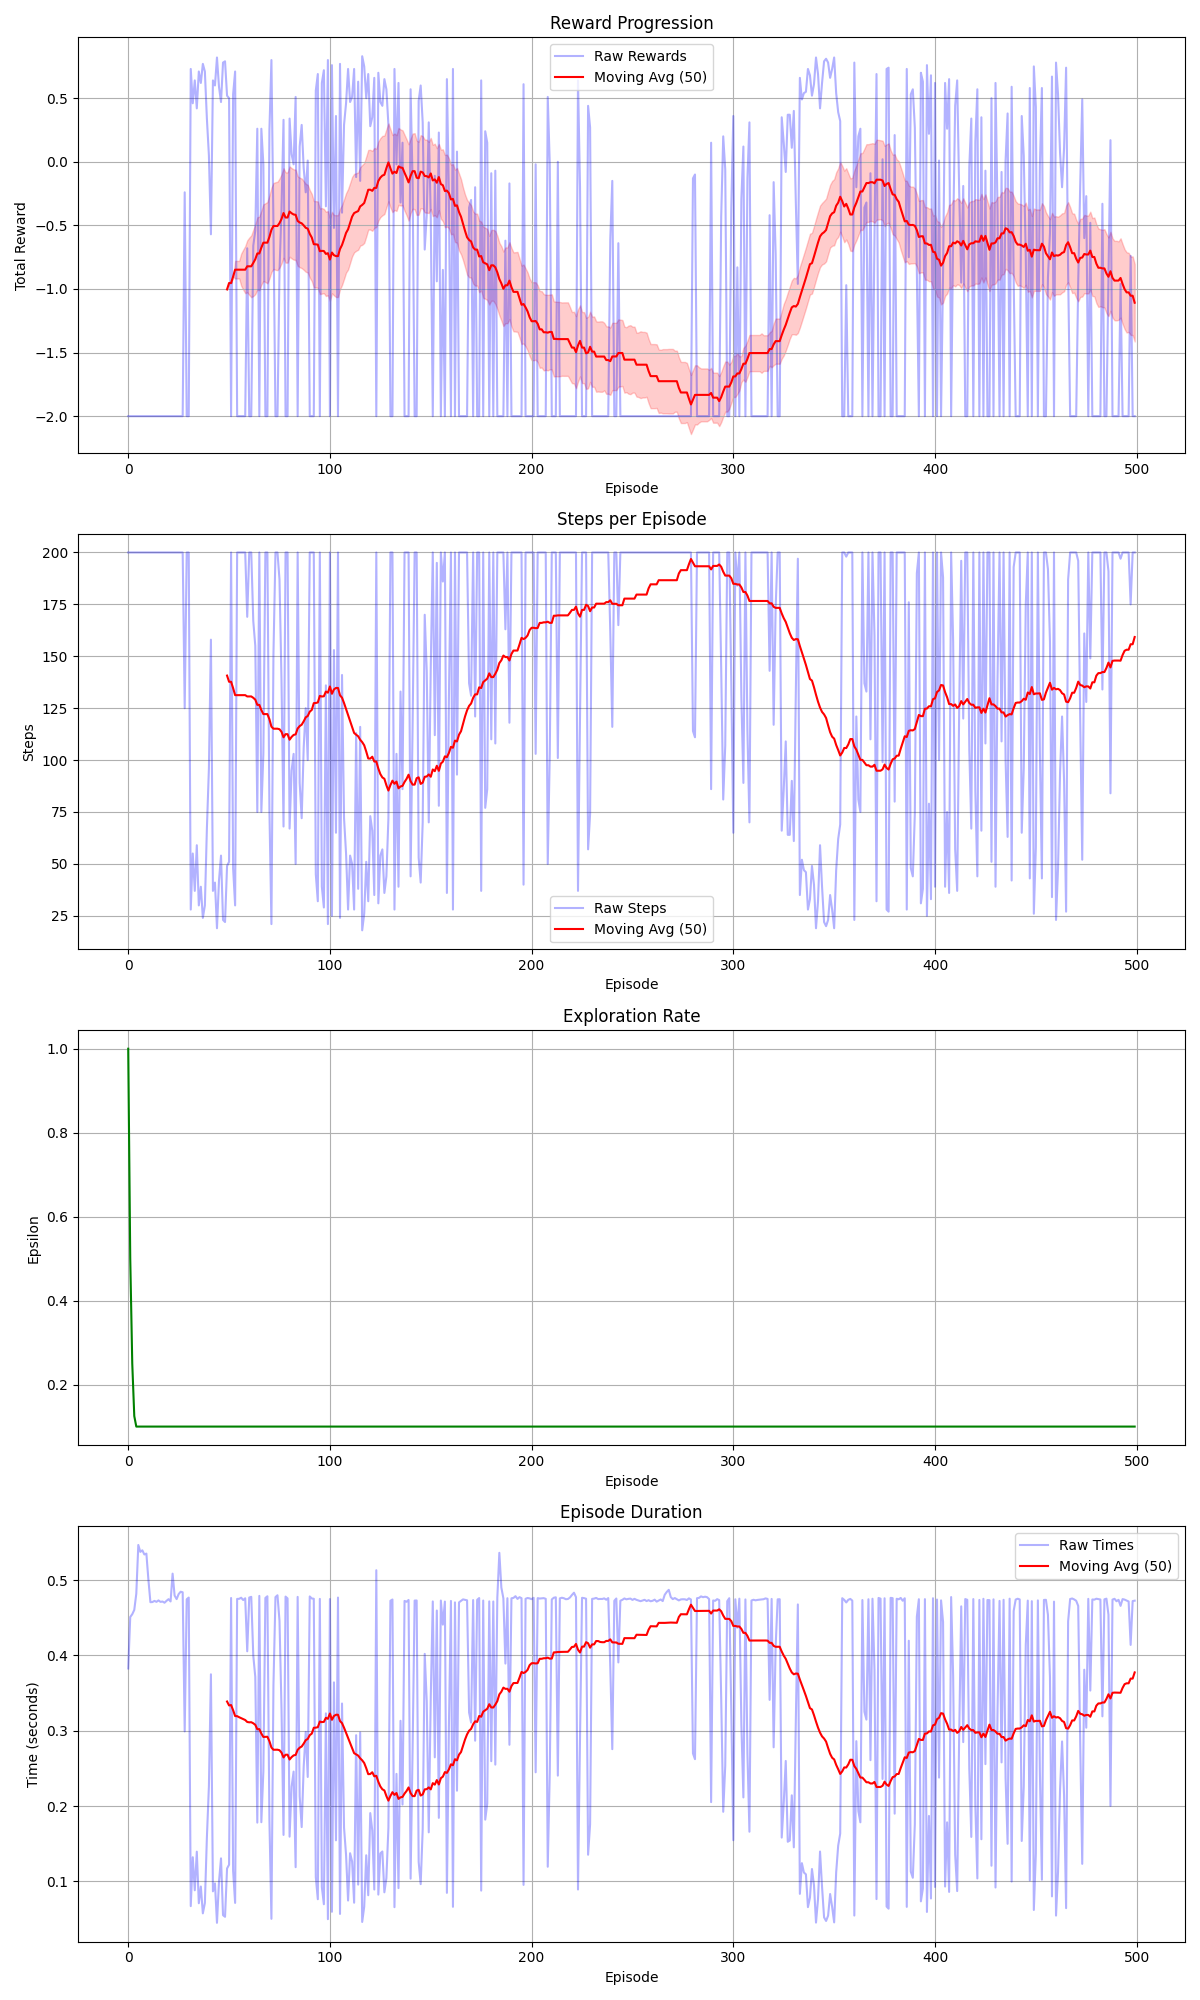 Reward Progression
Raw Rewards
Moving Avg (50)
Total Reward
0.5
0.0
−0.5
−1.0
−1.5
−2.0
0 100 200 300 400 500
Episode
Steps per Episode
Steps
200
175
150
125
100
75
50
25
Raw Steps
Moving Avg (50)
0 100 200 300 400 500
Episode
Exploration Rate
Epsilon
1.0
0.8
0.6
0.4
0.2
0 100 200 300 400 500
Episode
Episode Duration
Raw Times
Moving Avg (50)
Time (seconds)
0.5
0.4
0.3
0.2
0.1
0 100 200 300 400 500
Episode